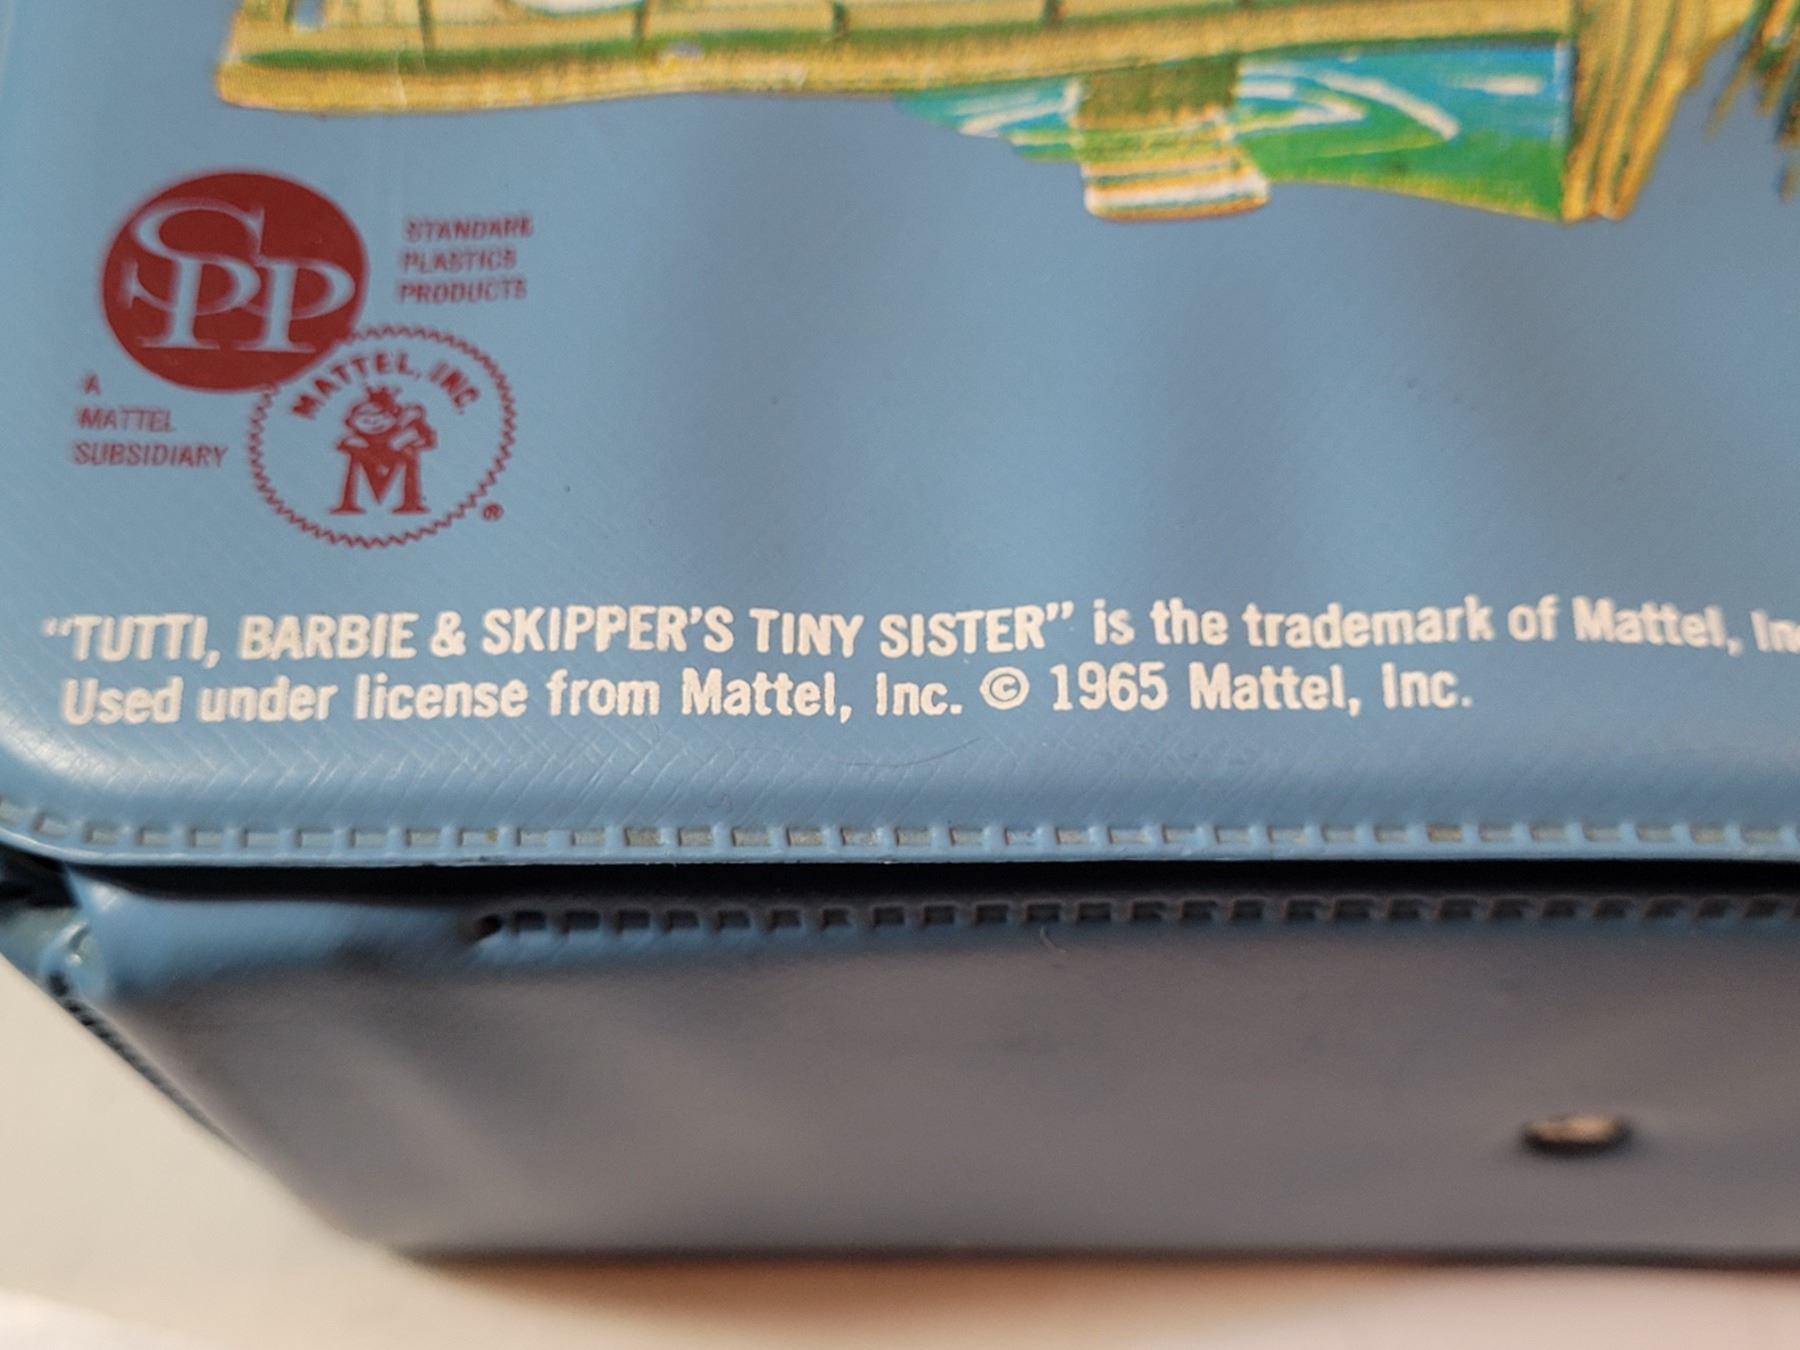 SPP
STANDARD
PLASTICS
PRODUCTS
A
MATTEL
SUBSIDIARY
MATTEL, INC.
M
®
"TUTTI, BARBIE & SKIPPER'S TINY SISTER" is the trademark of Mattel, In
Used under license from Mattel, Inc. © 1965 Mattel, Inc.